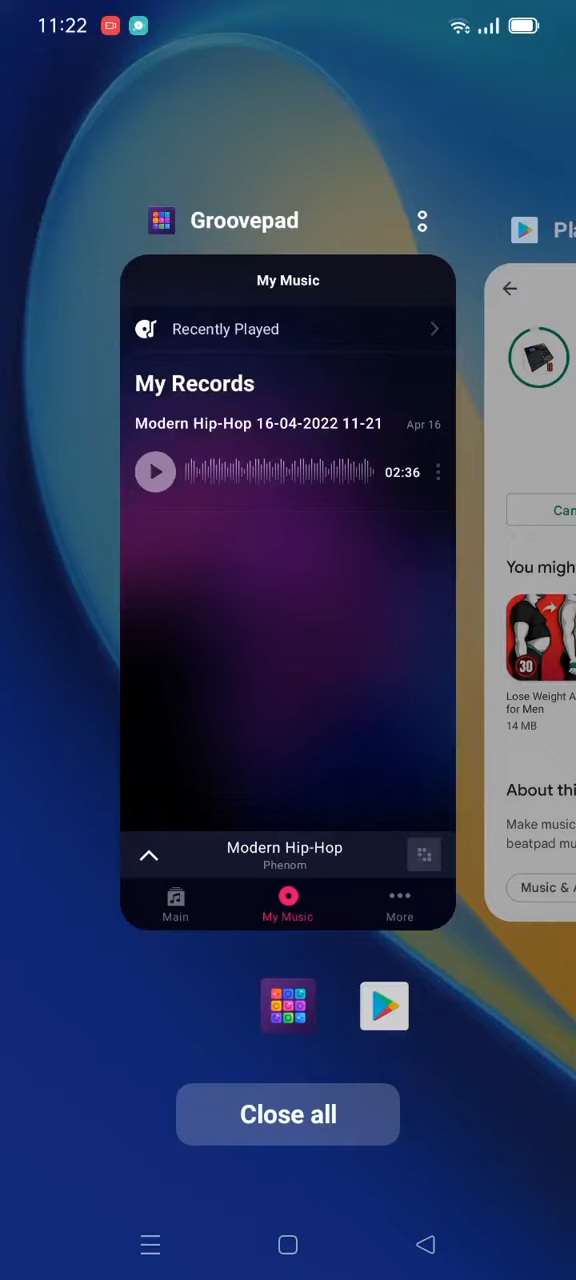 11:22
Groovepad
My Music
Recently Played
My Records
Modern Hip-Hop 16-04-2022 11-21 Apr 16
02:36
Modern Hip-Hop
Phenom
Main
My Music
More
Pla
Can
You migh
30
Lose Weight A
for Men
14 MB
About thi
Make music
beatpad mu
Music & A
Close all